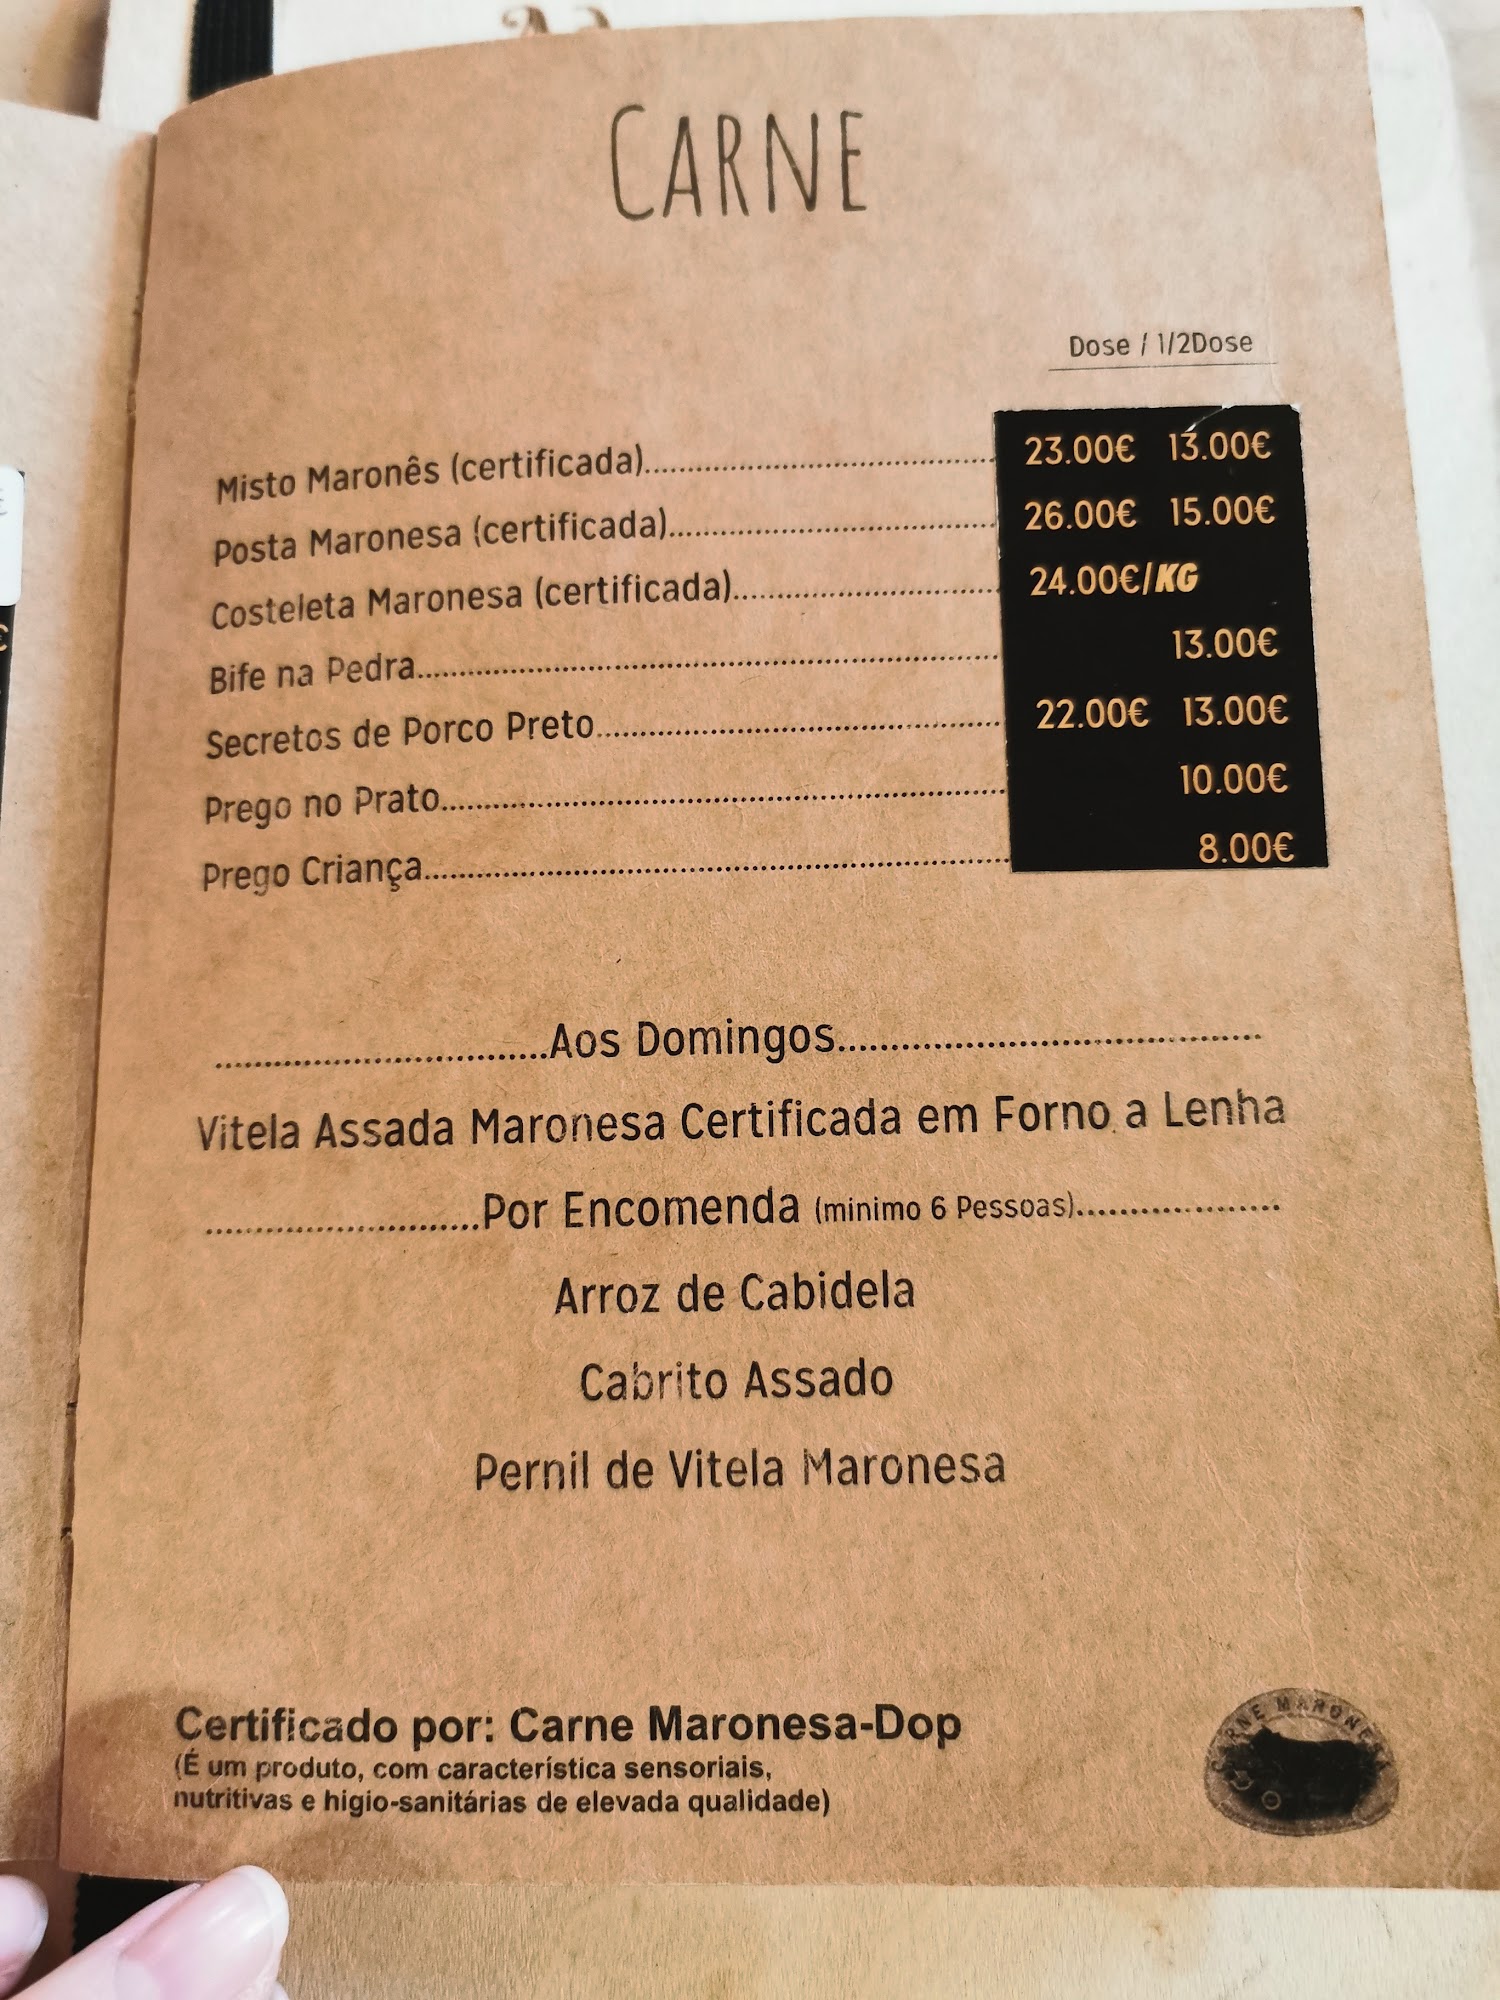 CARNE
Dose / 1/2Dose
Misto Maronês (certificada)........................................ 23.00€ 13.00€
Posta Maronesa (certificada)...................................... 26.00€ 15.00€
Costeleta Maronesa (certificada)............................... 24.00€/KG
Bife na Pedra.................................................................. 13.00€
Secretos de Porco Preto.............................................. 22.00€ 13.00€
Prego no Prato............................................................... 10.00€
Prego Criança................................................................ 8.00€
..............................Aos Domingos......................................
Vitela Assada Maronesa Certificada em Forno a Lenha
.........................Por Encomenda (minimo 6 Pessoas)...................
Arroz de Cabidela
Cabrito Assado
Pernil de Vitela Maronesa
Certificado por: Carne Maronesa-Dop
(É um produto, com característica sensoriais,
nutritivas e higio-sanitárias de elevada qualidade)
CARNE MARONESA